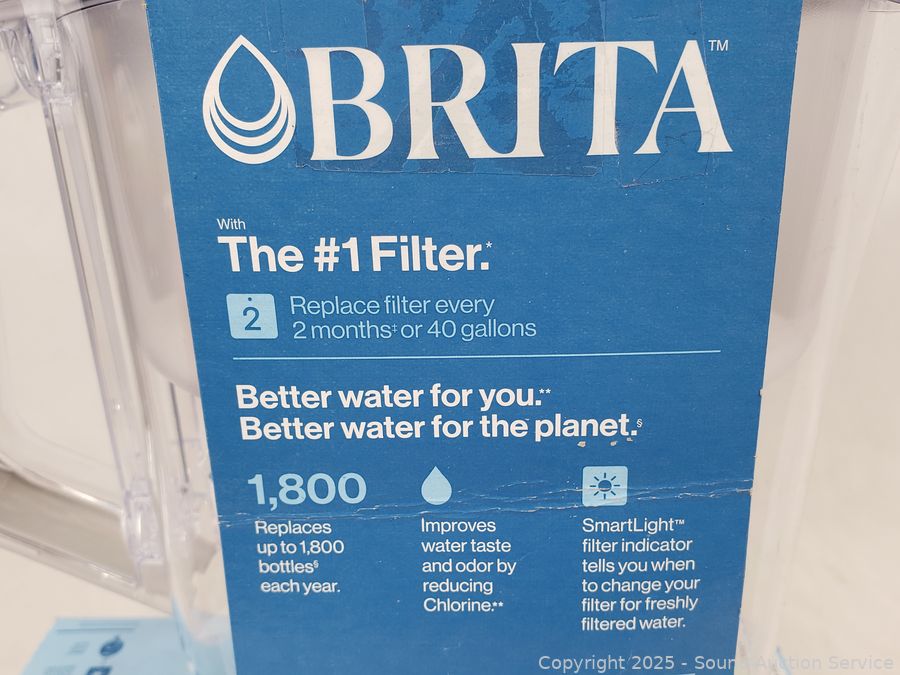 BRITA™
With
The #1 Filter.*
2
Replace filter every
2 months‡ or 40 gallons
Better water for you.**
Better water for the planet.§
1,800
Replaces
up to 1,800
bottles§
each year.
Improves
water taste
and odor by
reducing
Chlorine.**
SmartLight™
filter indicator
tells you when
to change your
filter for freshly
filtered water.
Copyright 2025 - Sound Auction Service